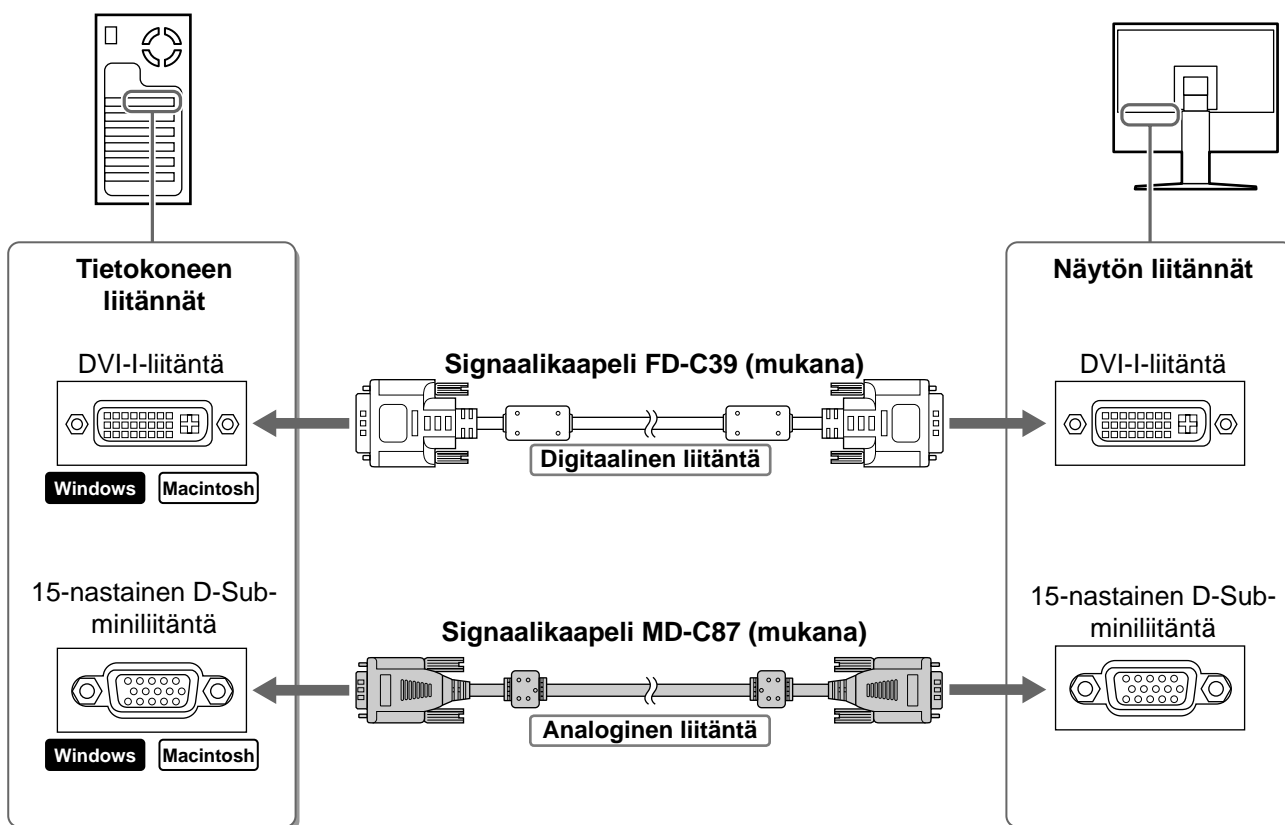 Tietokoneen
liitännät
Näytön liitännät
DVI-I-liitäntä
Signaalikaapeli FD-C39 (mukana)
DVI-I-liitäntä
Digitaalinen liitäntä
Windows Macintosh
15-nastainen D-Sub-
miniliitäntä
Signaalikaapeli MD-C87 (mukana)
15-nastainen D-Sub-
miniliitäntä
Analoginen liitäntä
Windows Macintosh